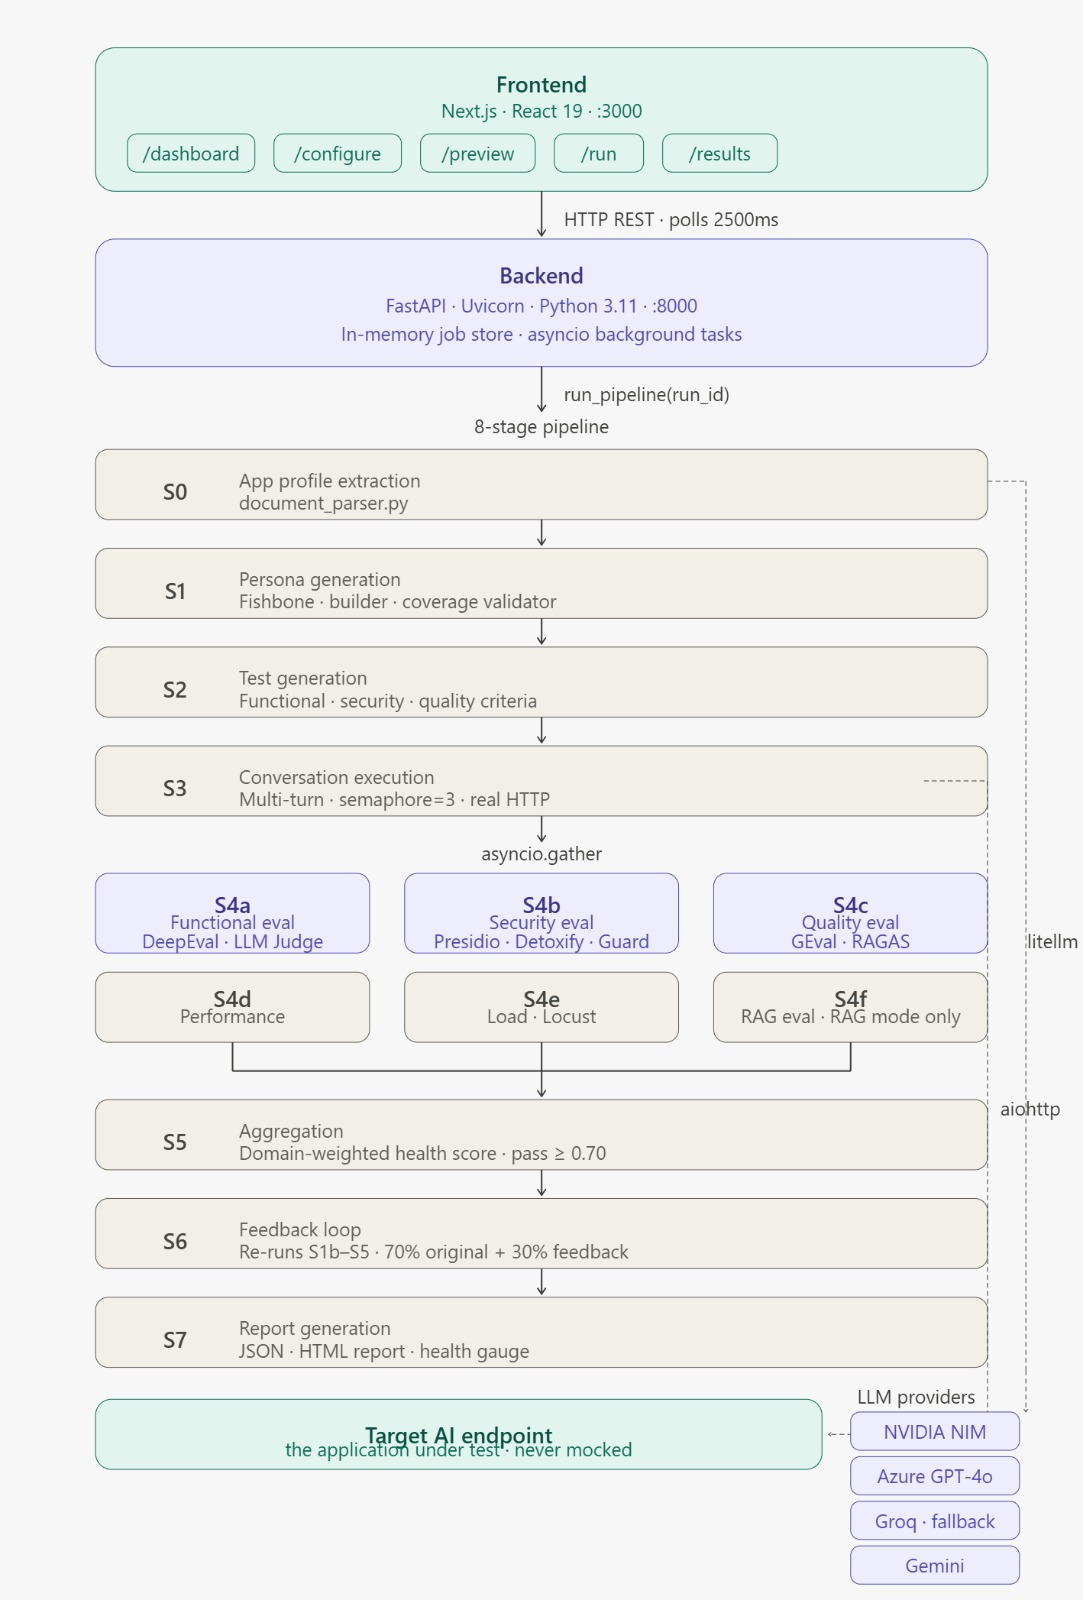 Frontend
Next.js · React 19 · :3000
/dashboard
/configure
/preview
/run
/results
HTTP REST · polls 2500ms
Backend
FastAPI · Uvicorn · Python 3.11 · :8000
In-memory job store · asyncio background tasks
run_pipeline(run_id)
8-stage pipeline
S0
App profile extraction
document_parser.py
S1
Persona generation
Fishbone · builder · coverage validator
S2
Test generation
Functional · security · quality criteria
S3
Conversation execution
Multi-turn · semaphore=3 · real HTTP
asyncio.gather
S4a
Functional eval
DeepEval · LLM Judge
S4b
Security eval
Presidio · Detoxify · Guard
S4c
Quality eval
GEval · RAGAS
litellm
S4d
Performance
S4e
Load · Locust
S4f
RAG eval · RAG mode only
aiohttp
S5
Aggregation
Domain-weighted health score · pass ≥ 0.70
S6
Feedback loop
Re-runs S1b–S5 · 70% original + 30% feedback
S7
Report generation
JSON · HTML report · health gauge
Target AI endpoint
the application under test · never mocked
LLM providers
NVIDIA NIM
Azure GPT-4o
Groq · fallback
Gemini